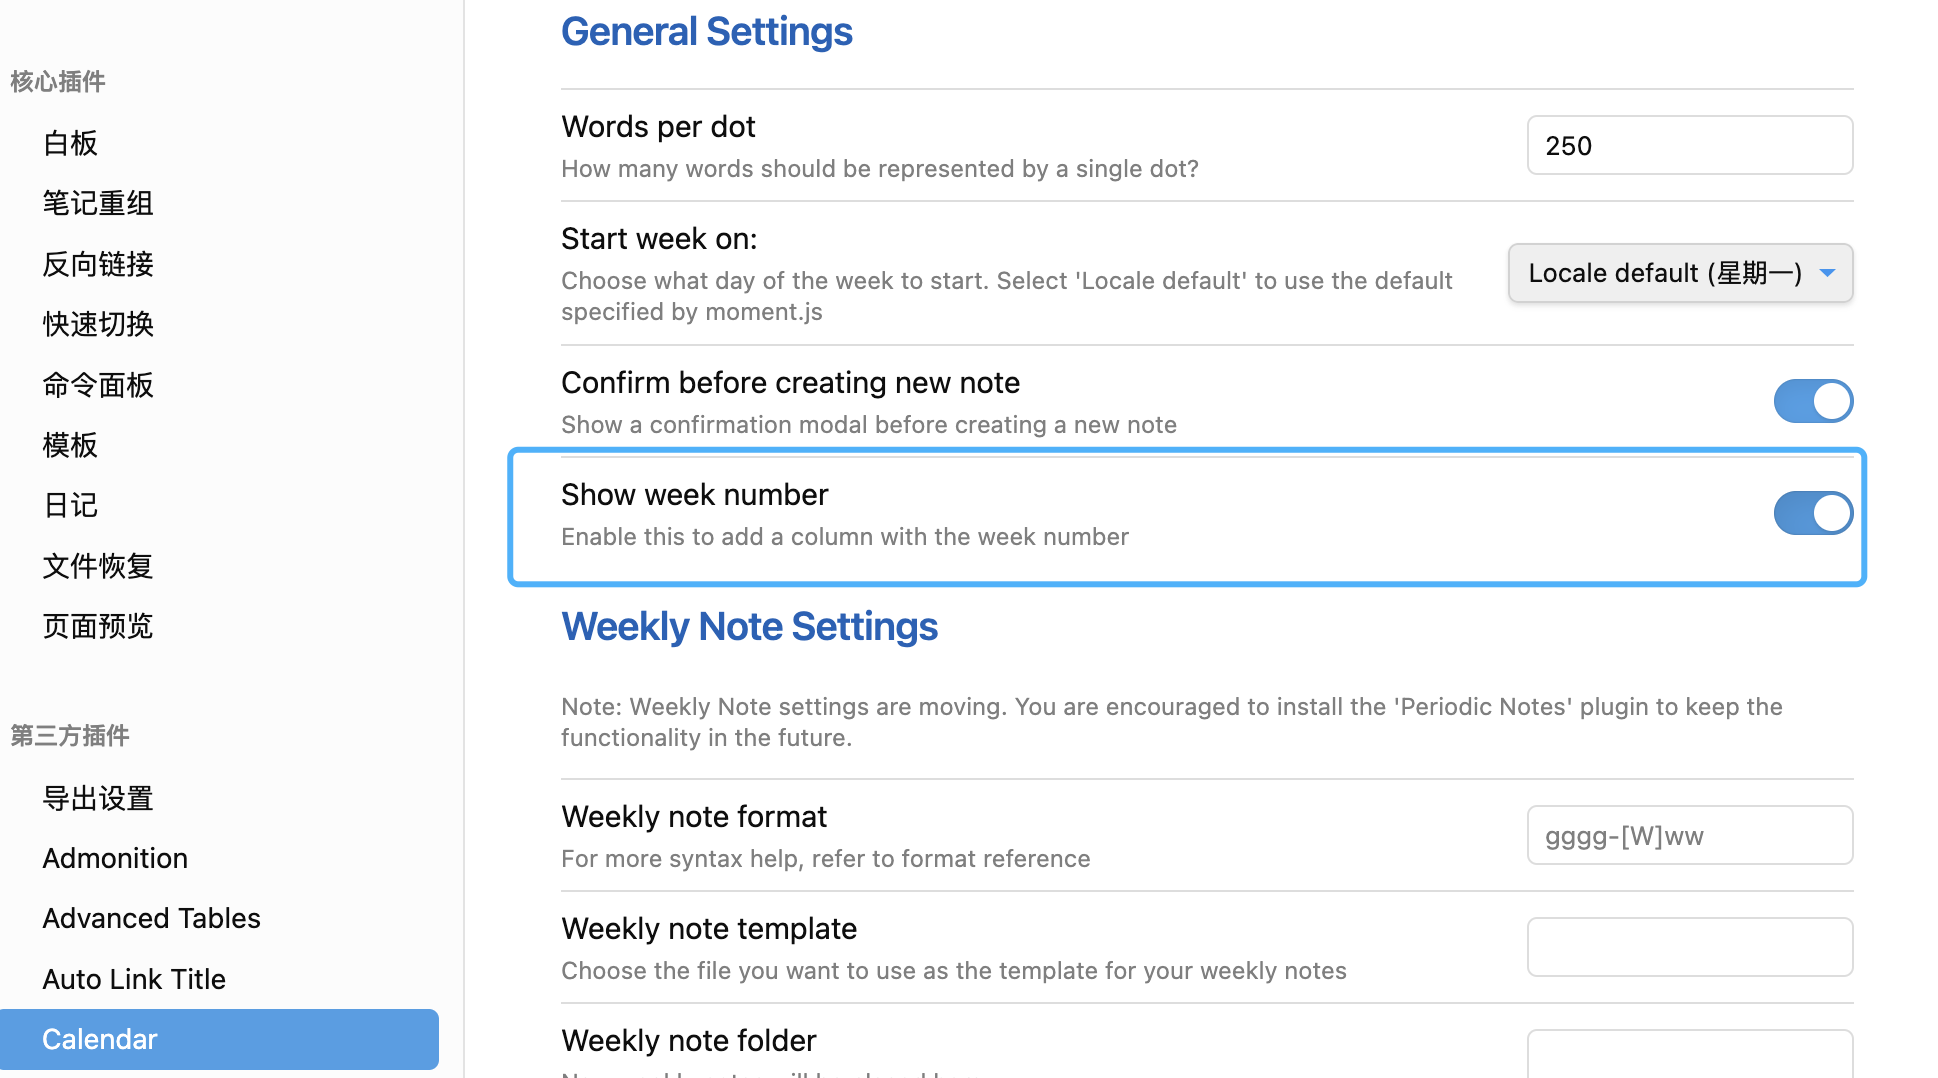 核心插件
白板
笔记重组
反向链接
快速切换
命令面板
模板
日记
文件恢复
页面预览
第三方插件
导出设置
Admonition
Advanced Tables
Auto Link Title
Calendar
General Settings
Words per dot
How many words should be represented by a single dot?
250
Start week on:
Choose what day of the week to start. Select 'Locale default' to use the default
specified by moment.js
Locale default (星期一)
Confirm before creating new note
Show a confirmation modal before creating a new note
Show week number
Enable this to add a column with the week number
Weekly Note Settings
Note: Weekly Note settings are moving. You are encouraged to install the 'Periodic Notes' plugin to keep the
functionality in the future.
Weekly note format
For more syntax help, refer to format reference
gggg-[W]ww
Weekly note template
Choose the file you want to use as the template for your weekly notes
Weekly note folder